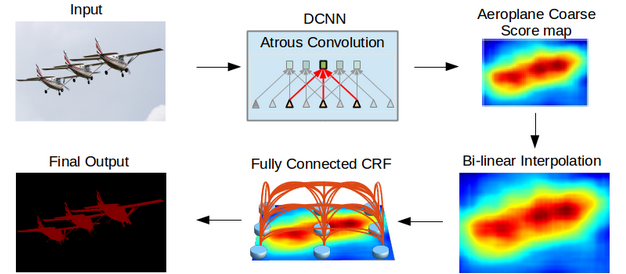 Input
DCNN
Atrous Convolution
Aeroplane Coarse
Score map
Bi-linear Interpolation
Fully Connected CRF
Final Output